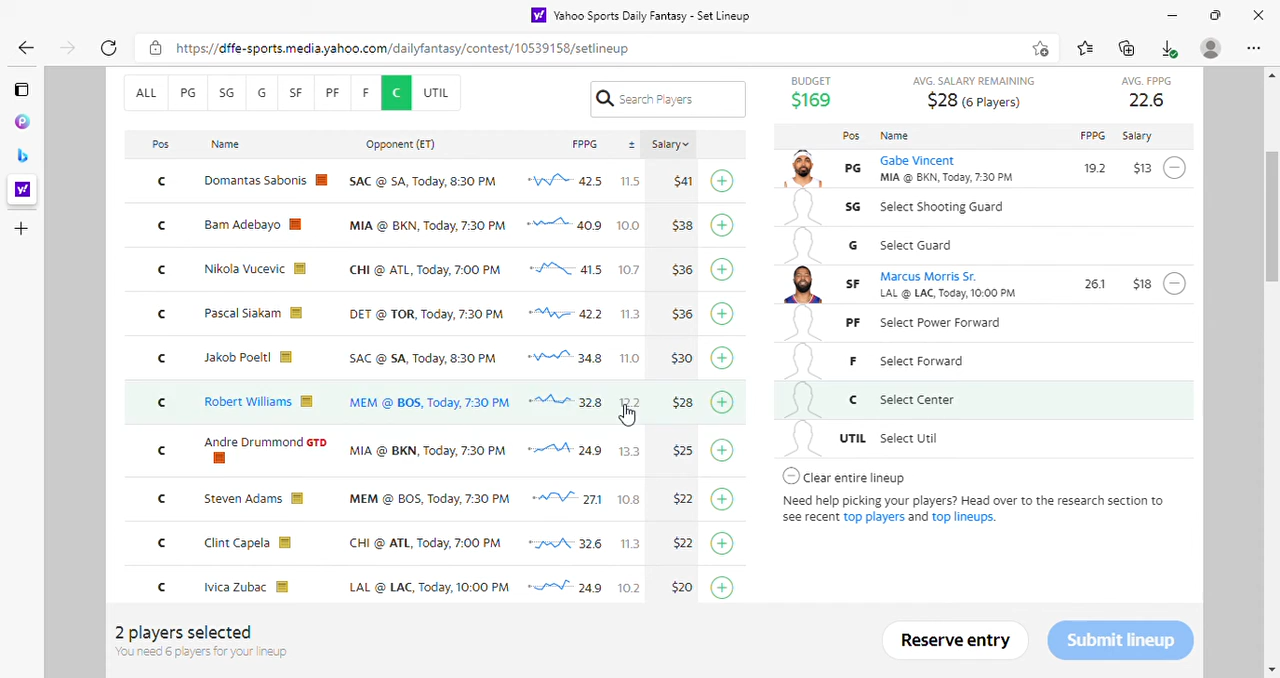 Yahoo Sports Daily Fantasy - Set Lineup
https://dffe-sports.media.yahoo.com/dailyfantasy/contest/10539158/setlineup
ALL PG SG G SF PF F C UTIL
Search Players
BUDGET AVG. SALARY REMAINING AVG. FPPG
$169 $28 (6 Players) 22.6
Pos Name Opponent (ET) FPPG ± Salary
C Domantas Sabonis SAC @ SA, Today, 8:30 PM 42.5 11.5 $41
C Bam Adebayo MIA @ BKN, Today, 7:30 PM 40.9 10.0 $38
C Nikola Vucevic CHI @ ATL, Today, 7:00 PM 41.5 10.7 $36
C Pascal Siakam DET @ TOR, Today, 7:30 PM 42.2 11.3 $36
C Jakob Poeltl SAC @ SA, Today, 8:30 PM 34.8 11.0 $30
C Robert Williams MEM @ BOS, Today, 7:30 PM 32.8 12.2 $28
C Andre Drummond GTD MIA @ BKN, Today, 7:30 PM 24.9 13.3 $25
C Steven Adams MEM @ BOS, Today, 7:30 PM 27.1 10.8 $22
C Clint Capela CHI @ ATL, Today, 7:00 PM 32.6 11.3 $22
C Ivica Zubac LAL @ LAC, Today, 10:00 PM 24.9 10.2 $20
Pos Name FPPG Salary
PG Gabe Vincent 19.2 $13
MIA @ BKN, Today, 7:30 PM
SG Select Shooting Guard
G Select Guard
SF Marcus Morris Sr. 26.1 $18
LAL @ LAC, Today, 10:00 PM
PF Select Power Forward
F Select Forward
C Select Center
UTIL Select Util
Clear entire lineup
Need help picking your players? Head over to the research section to
see recent top players and top lineups.
2 players selected
You need 6 players for your lineup
Reserve entry
Submit lineup